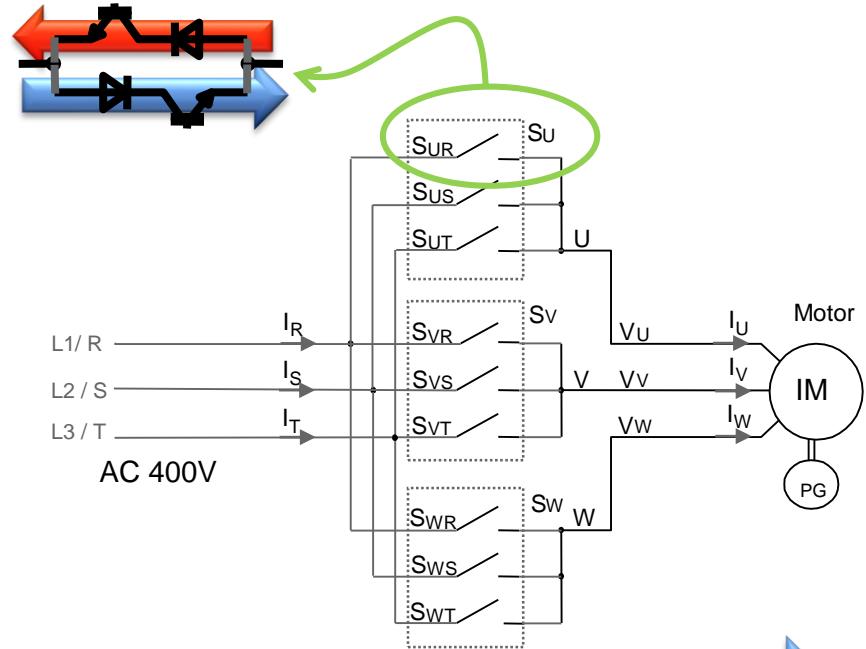 SUR
SU
SUS
SUT
U
IR
L1/ R
SVR
SV
VU
IU
Motor
IS
L2 / S
SVS
V
VV
IV
IM
IT
L3 / T
SVT
VW
IW
AC 400V
PG
SWR
SW
W
SWS
SWT